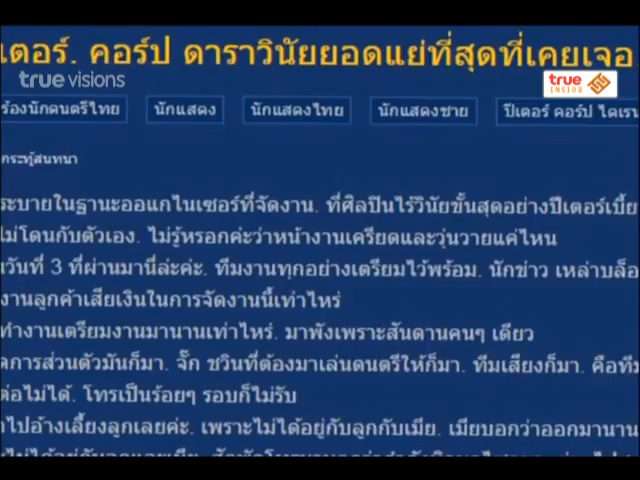 เตอร์. คอร์ป ดาราวินัยยอดแย่ที่สุดที่เคยเจอ
true visions
true
INSIDE
ร้องนักดนตรีไทย นักแสดง นักแสดงไทย นักแสดงชาย ปีเตอร์ คอร์ป ไดเรน
กระทู้สนทนา
ระบายในฐานะออแกไนเซอร์ที่จัดงาน. ที่ศิลปินไร้วินัยขั้นสุดอย่างปีเตอร์เบี้ย
ไม่โดนกับตัวเอง. ไม่รู้หรอกค่ะว่าหน้างานเครียดและวุ่นวายแค่ไหน
นวันที่ 3 ที่ผ่านมานี่ล่ะค่ะ. ทีมงานทุกอย่างเตรียมไว้พร้อม. นักข่าว เหล่าบล็อ
งานลูกค้าเสียเงินในการจัดงานนี้เท่าไหร่
ทำงานเตรียมงานมานานเท่าไหร่. มาพังเพราะสันดานคนๆ เดียว
ดการส่วนตัวมันก็มา. จั๊ก ชวินที่ต้องมาเล่นดนตรีให้ก็มา. ทีมเสียงก็มา. คือทีม
ต่อไม่ได้. โทรเป็นร้อยๆ รอบก็ไม่รับ
าไปอ้างเลี้ยงลูกเลยค่ะ. เพราะไม่ได้อยู่กับลูกกับเมีย. เมียบอกว่าออกมานาน